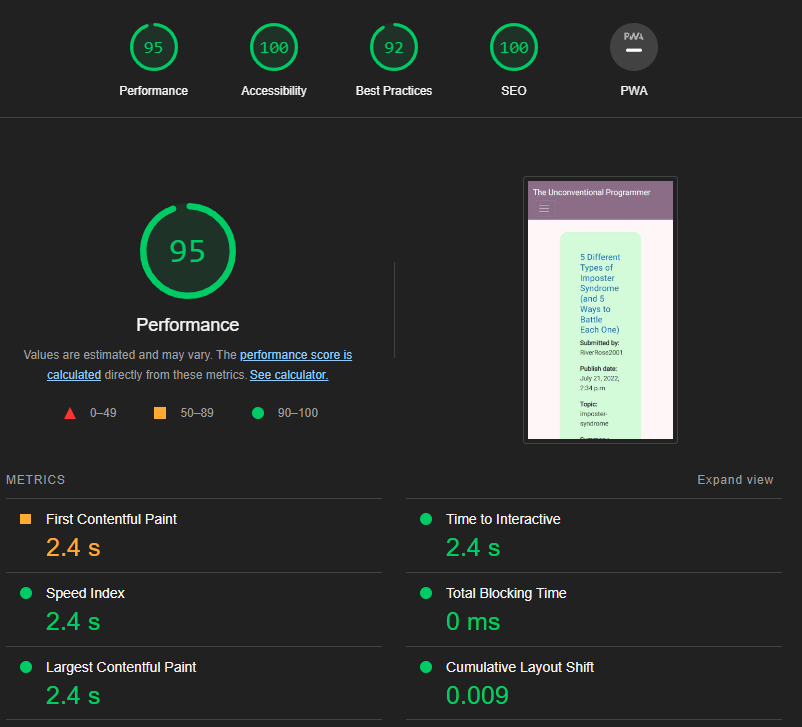 95
100
92
100
PWA
Performance
Accessibility
Best Practices
SEO
PWA
95
Performance
Values are estimated and may vary. The performance score is
calculated directly from these metrics. See calculator.
0–49
50–89
90–100
The Unconventional Programmer
5 Different
Types of
Imposter
Syndrome
(and 5
Ways to
Battle
Each One)
Submitted by:
RiverRose2001
Publish date:
July 21, 2022,
2:34 p.m.
Topic:
imposter-
syndrome
METRICS
Expand view
First Contentful Paint
2.4 s
Time to Interactive
2.4 s
Speed Index
2.4 s
Total Blocking Time
0 ms
Largest Contentful Paint
2.4 s
Cumulative Layout Shift
0.009